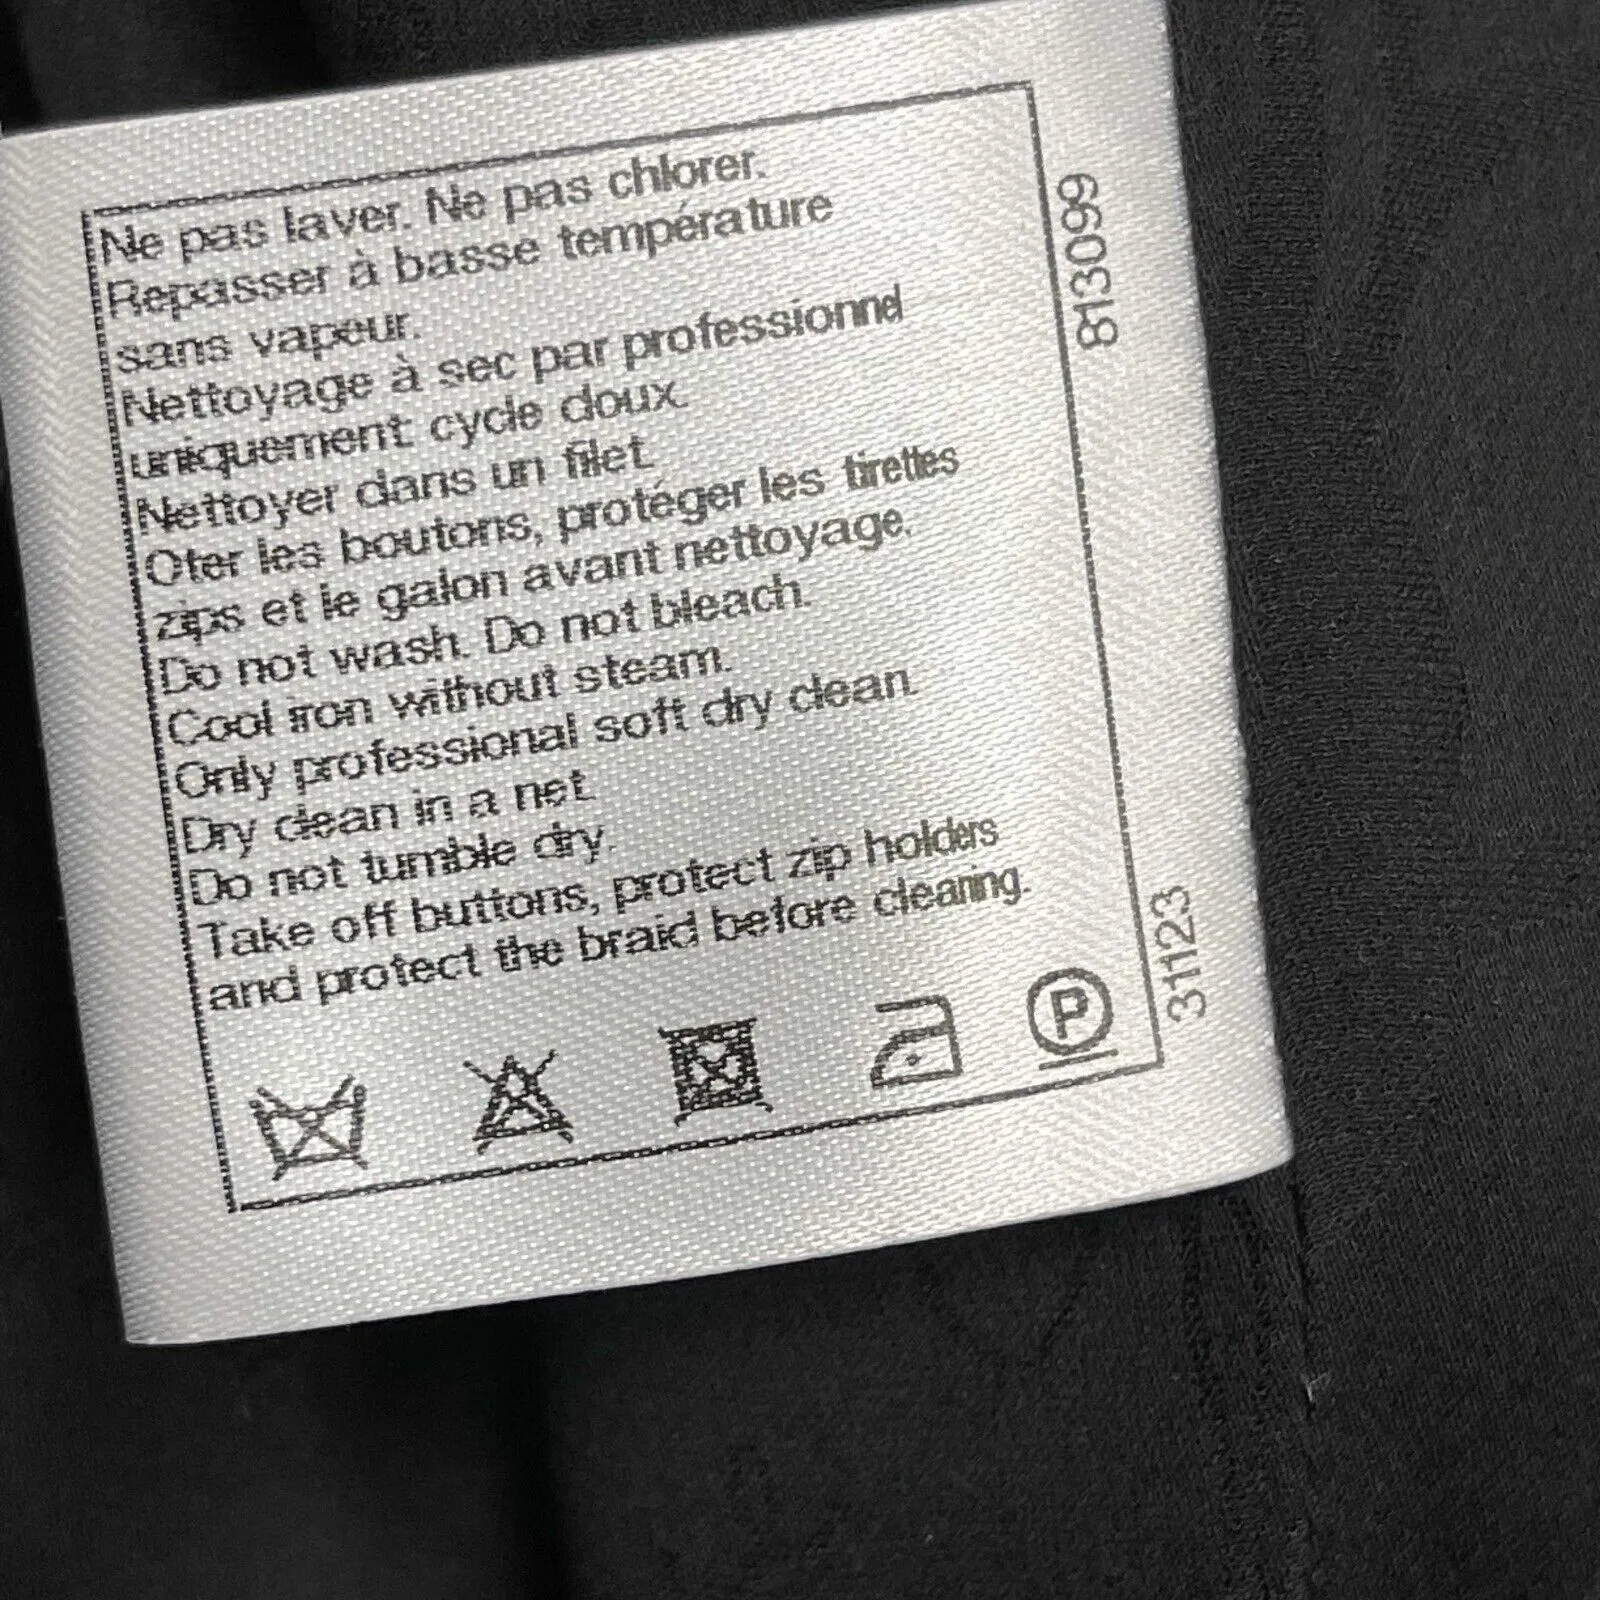 Ne pas laver. Ne pas chlorer.
Repasser à basse température
sans vapeur.
Nettoyage à sec par professionnel
uniquement cycle doux.
Nettoyer dans un filet.
Oter les boutons, protéger les tirettes
zips et le galon avant nettoyage.
Do not wash. Do not bleach.
Cool iron without steam.
Only professional soft dry clean.
Dry clean in a net.
Do not tumble dry.
Take off buttons, protect zip holders
and protect the braid before cleaning.
P
813099
31123